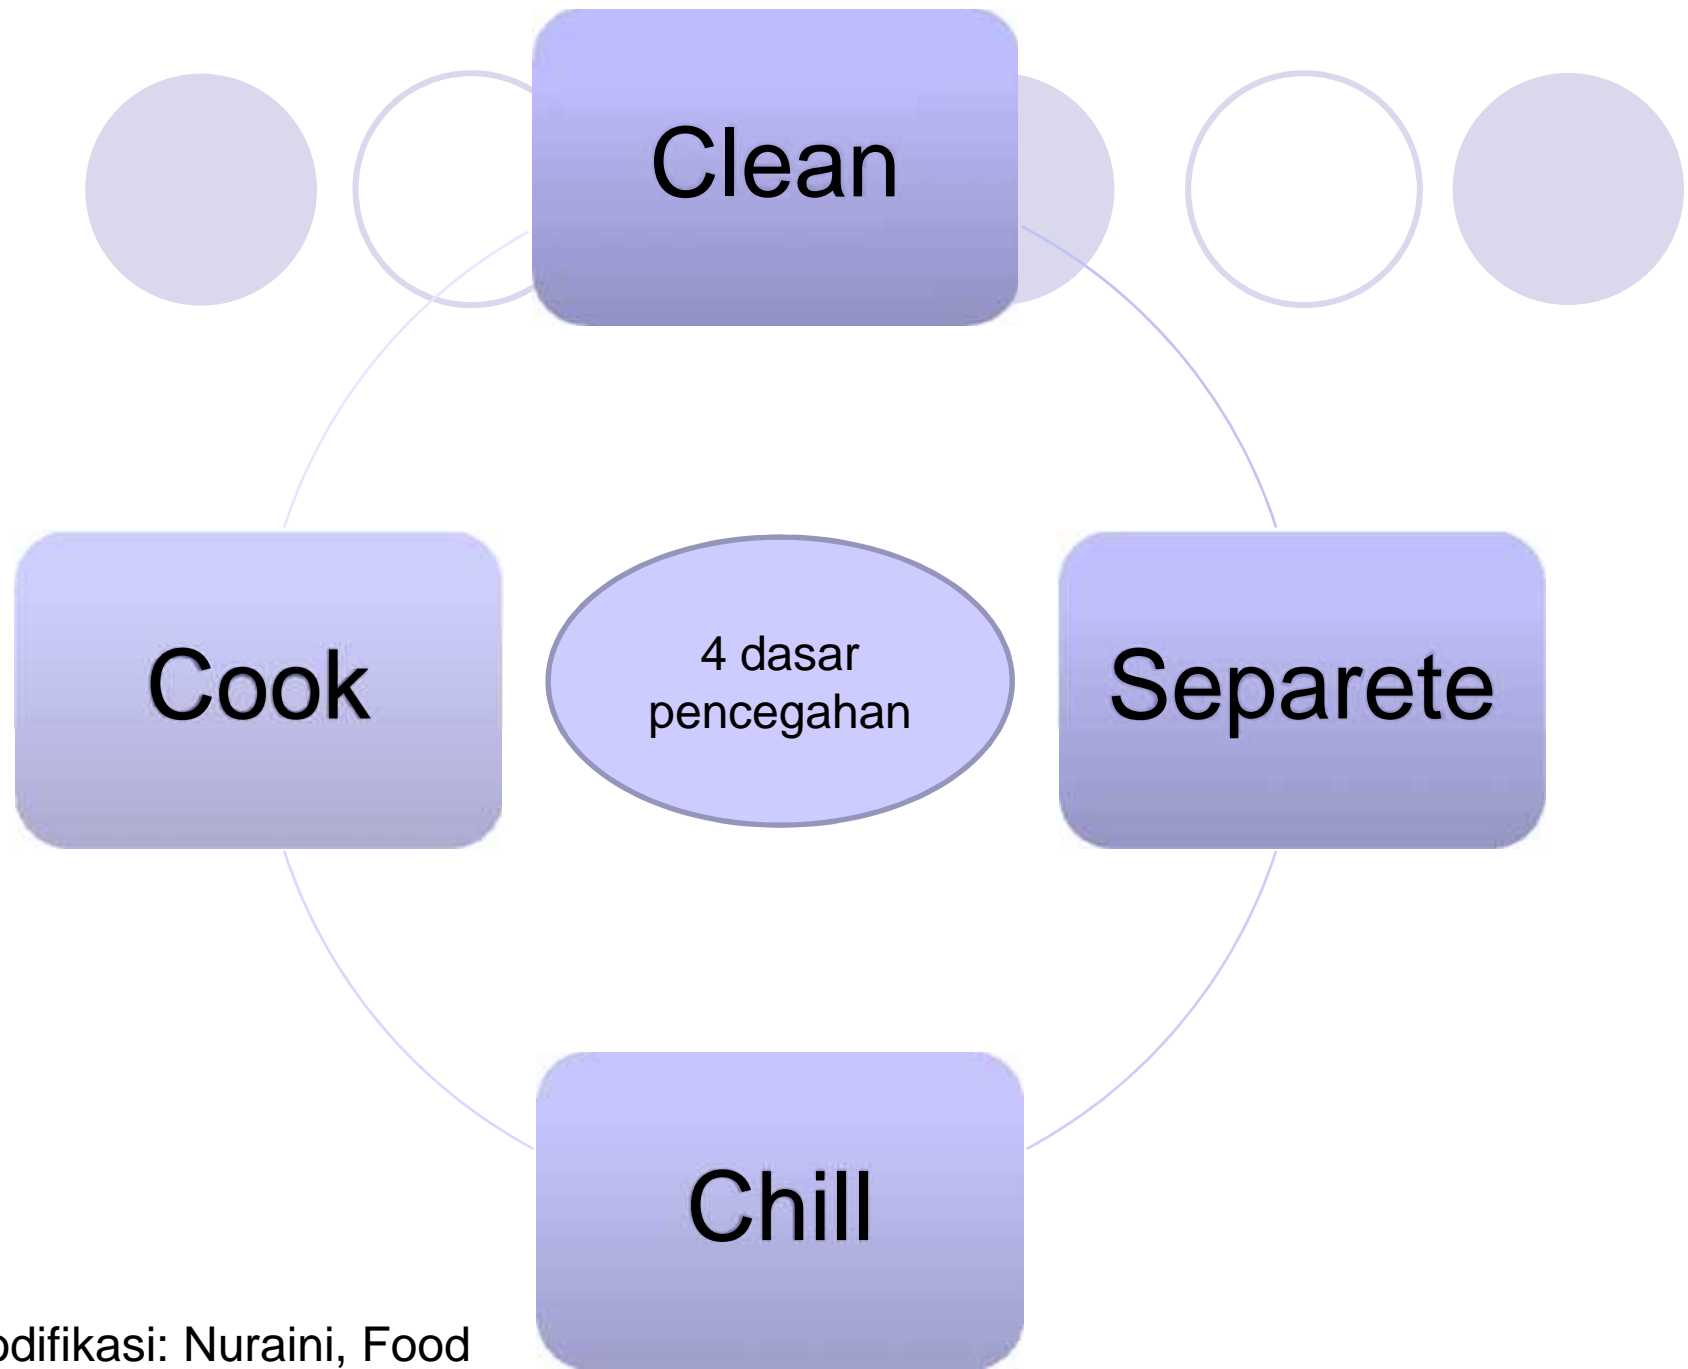 Clean
Cook
4 dasar
pencegahan
Separete
Chill
odifikasi: Nuraini, Food